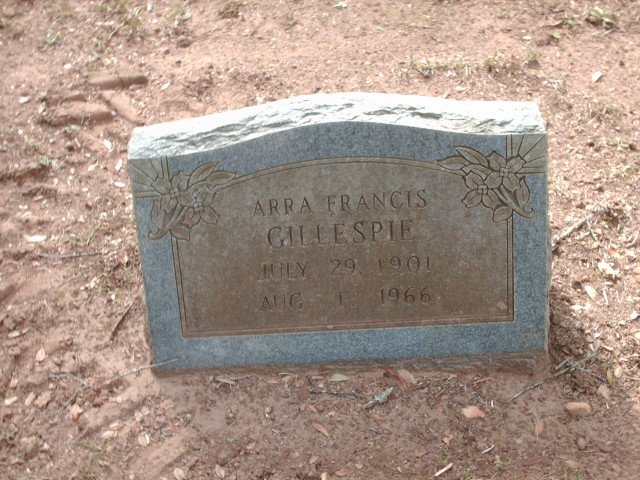 ARRA FRANCIS
GILLESPIE
JULY 29, 1901
AUG 1, 1966